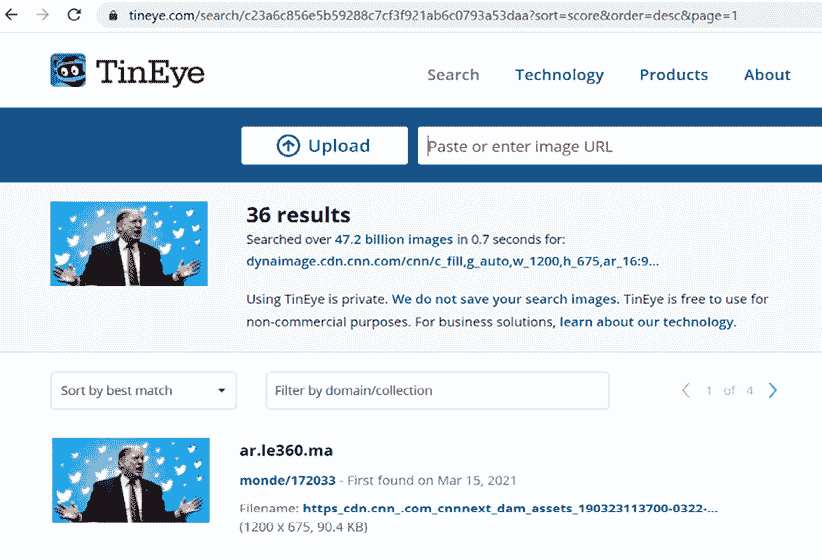 tineye.com/search/c23a6c856e5b59288c7cf3f921ab6c0793a53daa?sort=score&order=desc&page=1
TinEye
Search Technology Products About
Upload Paste or enter image URL
36 results
Searched over 47.2 billion images in 0.7 seconds for:
dynaimage.cdn.cnn.com/cnn/c_fill,g_auto,w_1200,h_675,ar_16:9...
Using TinEye is private. We do not save your search images. TinEye is free to use for
non-commercial purposes. For business solutions, learn about our technology.
Sort by best match Filter by domain/collection 1 of 4
ar.le360.ma
monde/172033 - First found on Mar 15, 2021
Filename: https_cdn.cnn_.com_cnnnext_dam_assets_190323113700-0322-...
(1200 x 675, 90.4 KB)